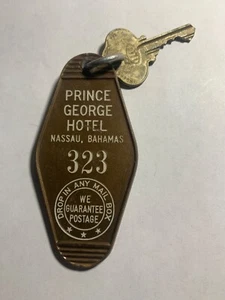 PRINCE
GEORGE
HOTEL
NASSAU, BAHAMAS
323
DROP IN ANY MAIL BOX
WE
GUARANTEE
POSTAGE